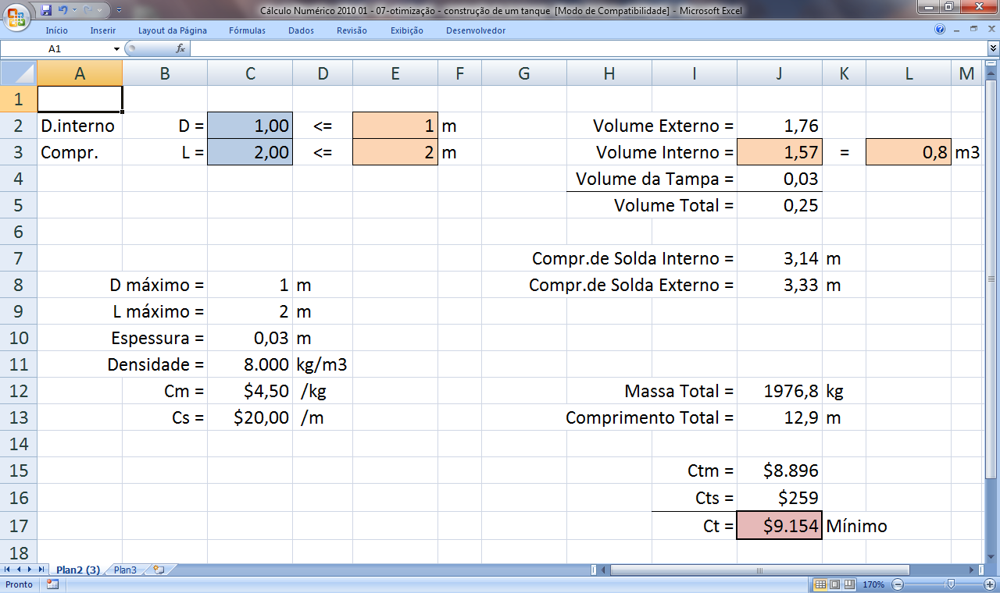 Cálculo Numérico 2010.01 - 07-otimização - construção de um tanque [Modo de Compatibilidade] - Microsoft Excel
Início Inserir Layout da Página Fórmulas Dados Revisão Exibição Desenvolvedor
A1 fx
A B C D E F G H I J K L M
1
2 D.interno D = 1,00 <= 1 m Volume Externo = 1,76
3 Compr. L = 2,00 <= 2 m Volume Interno = 1,57 = 0,8 m3
4 Volume da Tampa = 0,03
5 Volume Total = 0,25
6
7 Compr.de Solda Interno = 3,14 m
8 D máximo = 1 m Compr.de Solda Externo = 3,33 m
9 L máximo = 2 m
10 Espessura = 0,03 m
11 Densidade = 8.000 kg/m3
12 Cm = $4,50 /kg Massa Total = 1976,8 kg
13 Cs = $20,00 /m Comprimento Total = 12,9 m
14
15 Ctm = $8.896
16 Cts = $259
17 Ct = $9.154 Mínimo
18
Plan2 (3) Plan3
Pronto 170%